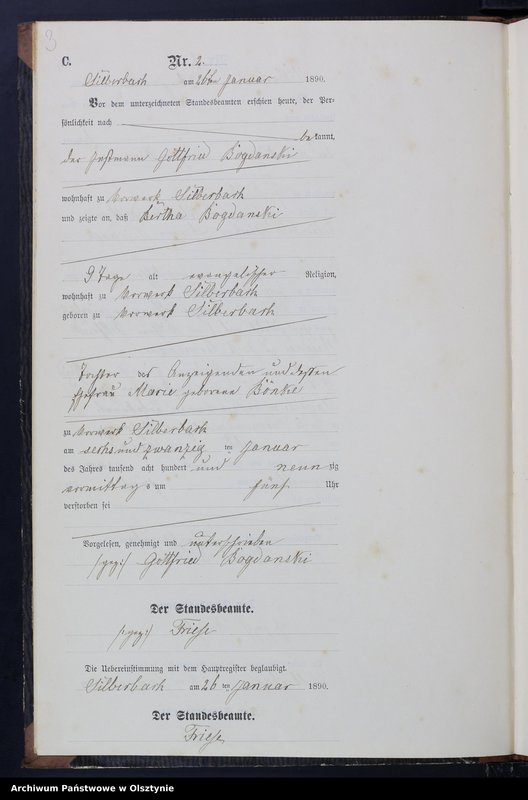 3
C. Nr. 2.
Silberbach am 26ten Januar 1890.
Vor dem unterzeichneten Standesbeamten erschien heute, der Per-
sönlichkeit nach
bekannt,
der Instmann Gottfried Bogdanski
wohnhaft zu Vorwerk Silberbach
und zeigte an, daß Bertha Bogdanski
9 Tage alt evangelischer Religion,
wohnhaft zu Vorwerk Silberbach
geboren zu Vorwerk Silberbach
Tochter des Anzeigenden und dessen
Ehefrau Marie geborene Bönke
zu Vorwerk Silberbach
am sechs und zwanzig ten Januar
des Jahres tausend acht hundert und neun zig
vormittags um fünf Uhr
verstorben sei
Vorgelesen, genehmigt und unterschrieben
(gez:) Gottfried Bogdanski
Der Standesbeamte.
(gez:) Friese
Die Uebereinstimmung mit dem Hauptregister beglaubigt.
Silberbach am 26 ten Januar 1890.
Der Standesbeamte.
Friese
Archiwum Państwowe w Olsztynie